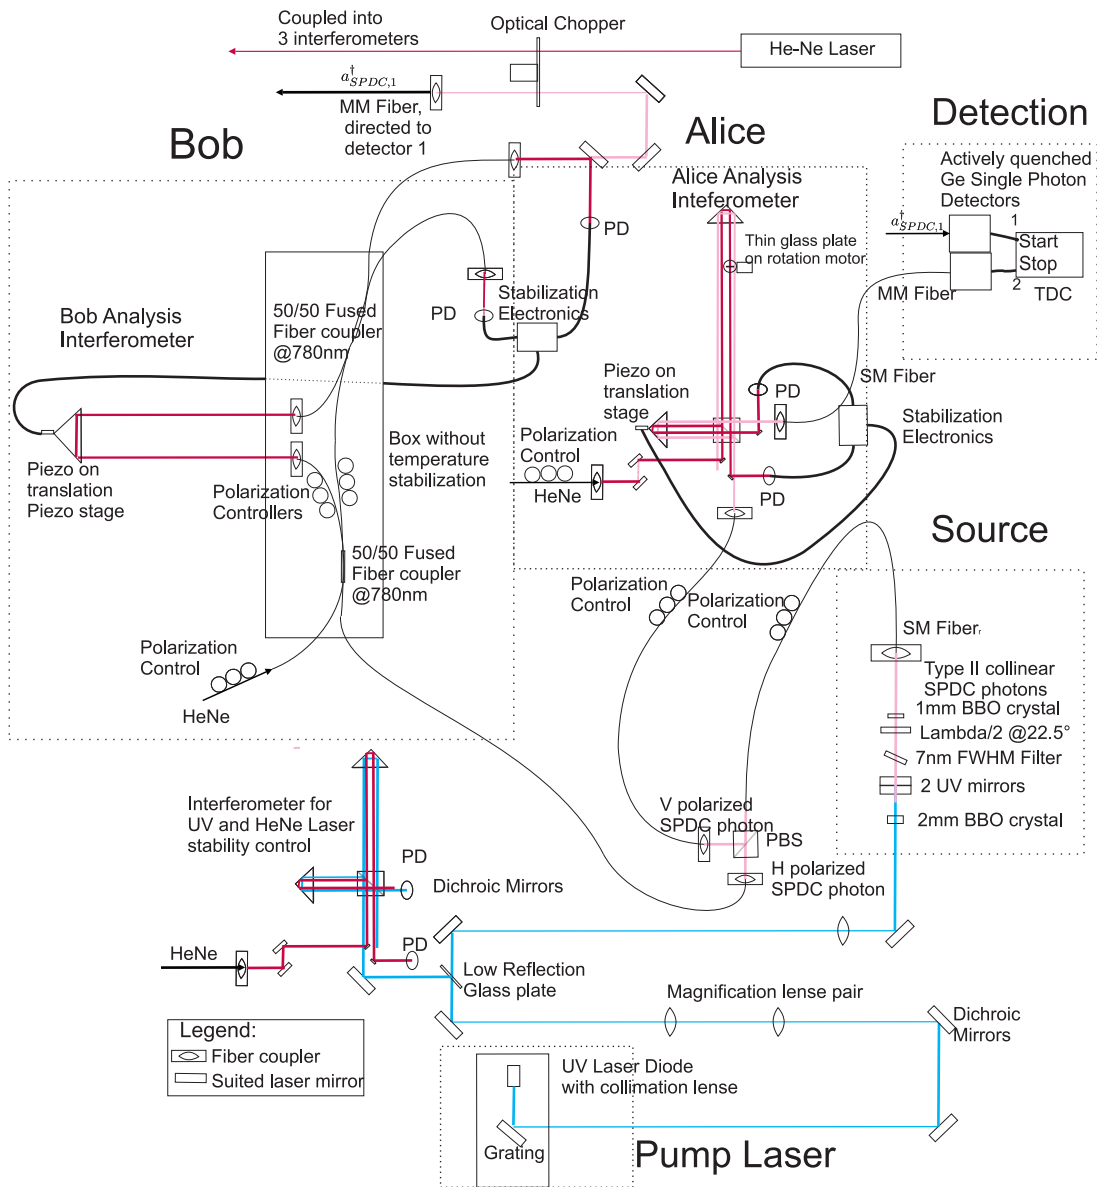 Coupled into
3 interferometers
Optical Chopper
He-Ne Laser
a†SPDC,1
MM Fiber,
directed to
detector 1
Bob
Alice
Detection
Actively quenched
Ge Single Photon
Detectors
a†SPDC,1
1
Start
Stop
2
TDC
MM Fiber
Alice Analysis
Inteferometer
PD
Thin glass plate
on rotation motor
Stabilization
Electronics
PD
50/50 Fused
Fiber coupler
@780nm
Bob Analysis
Interferometer
SM Fiber
Piezo on
translation
stage
PD
Stabilization
Electronics
Polarization
Control
HeNe
PD
Box without
temperature
stabilization
Piezo on
translation
Piezo stage
Polarization
Controllers
Source
50/50 Fused
Fiber coupler
@780nm
Polarization
Control
Polarization
Control
SM Fiber
Polarization
Control
HeNe
Type II collinear
SPDC photons
1mm BBO crystal
Lambda/2 @22.5°
7nm FWHM Filter
2 UV mirrors
2mm BBO crystal
Interferometer for
UV and HeNe Laser
stability control
V polarized
SPDC photon
PBS
H polarized
SPDC photon
PD
Dichroic Mirrors
HeNe
PD
Low Reflection
Glass plate
Magnification lense pair
Dichroic
Mirrors
Legend:
Fiber coupler
Suited laser mirror
UV Laser Diode
with collimation lense
Grating
Pump Laser